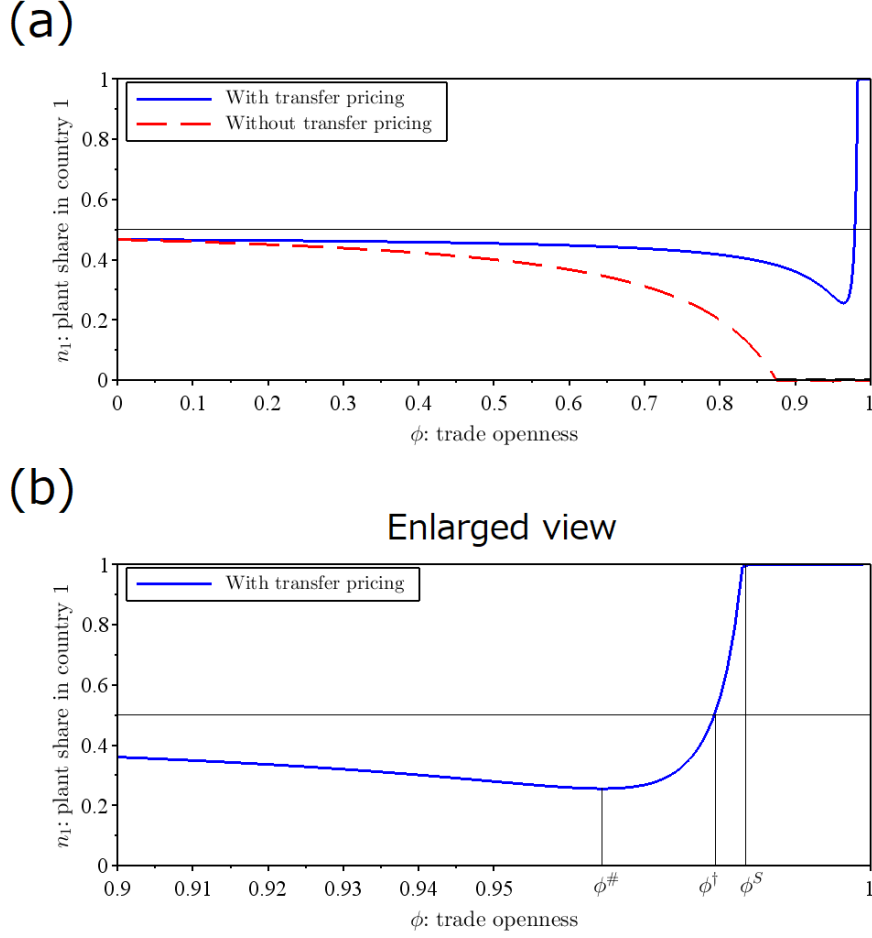 (a)
With transfer pricing
Without transfer pricing
n₁: plant share in country 1
1
0.8
0.6
0.4
0.2
0
0 0.1 0.2 0.3 0.4 0.5 0.6 0.7 0.8 0.9 1
ϕ: trade openness
(b)
Enlarged view
With transfer pricing
n₁: plant share in country 1
1
0.8
0.6
0.4
0.2
0
0.9 0.91 0.92 0.93 0.94 0.95 ϕ# ϕ† ϕS 1
ϕ: trade openness